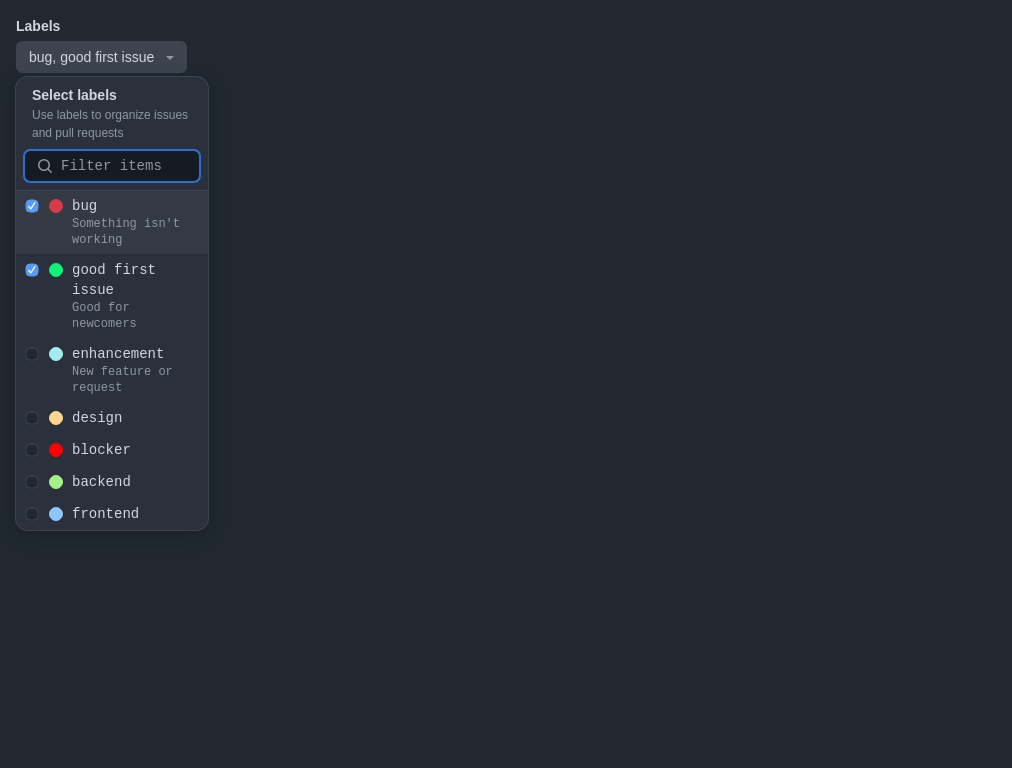 Labels
bug, good first issue
Select labels
Use labels to organize issues
and pull requests
Filter items
bug
Something isn't
working
good first
issue
Good for
newcomers
enhancement
New feature or
request
design
blocker
backend
frontend